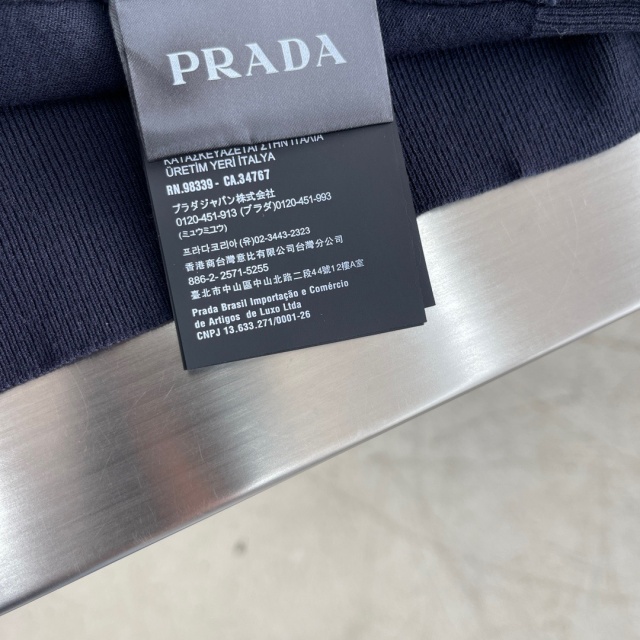 PRADA
ÜRETİM YERİ İTALYA
RN.98339 - CA.34767
プラダジャパン株式会社
0120-451-913 (プラダ)0120-451-993
(ミュウミュウ)
프라다코리아(유)02-3443-2323
香港商台灣意比有限公司台灣分公司
886-2-2571-5255
臺北市中山區中山北路二段44號12樓A室
Prada Brasil Importação e Comércio
de Artigos de Luxo Ltda
CNPJ 13.633.271/0001-26